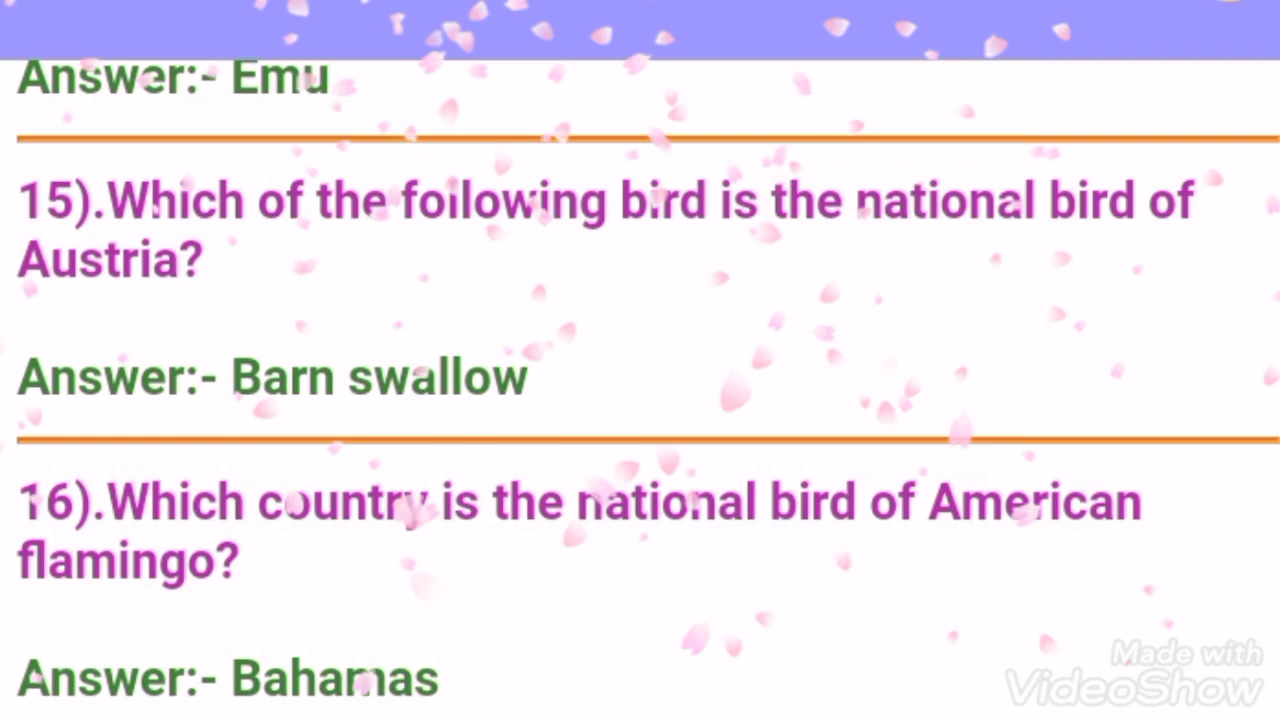 Answer:- Emu
15).Which of the following bird is the national bird of
Austria?
Answer:- Barn swallow
16).Which country is the national bird of American
flamingo?
Answer:- Bahamas
Made with
VideoShow